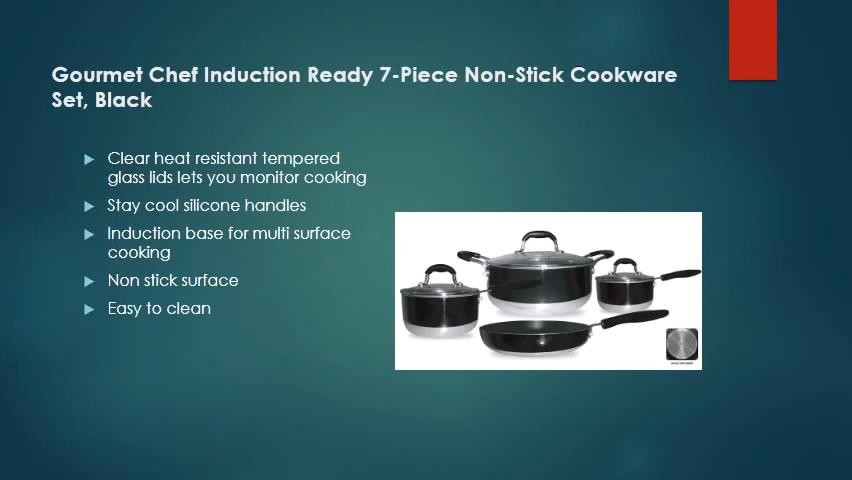 Gourmet Chef Induction Ready 7-Piece Non-Stick Cookware
Set, Black
Clear heat resistant tempered
glass lids lets you monitor cooking
Stay cool silicone handles
Induction base for multi surface
cooking
Non stick surface
Easy to clean